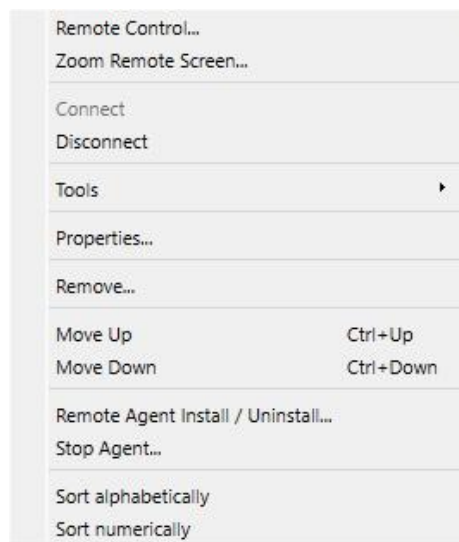 Remote Control...
Zoom Remote Screen...
Connect
Disconnect
Tools
Properties...
Remove...
Move Up Ctrl+Up
Move Down Ctrl+Down
Remote Agent Install / Uninstall...
Stop Agent...
Sort alphabetically
Sort numerically